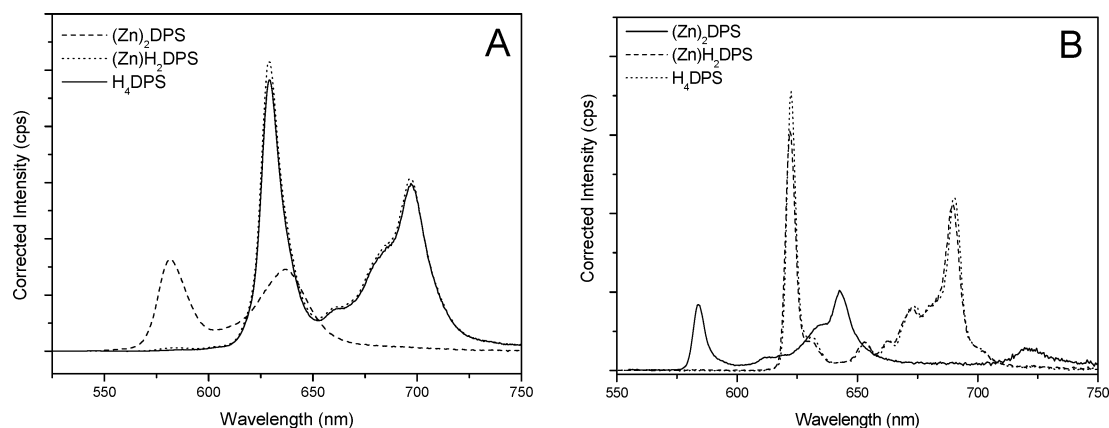 A
(Zn)₂DPS
(Zn)H₂DPS
H₄DPS
Corrected Intensity (cps)
550 600 650 700 750
Wavelength (nm)
B
(Zn)₂DPS
(Zn)H₂DPS
H₄DPS
Corrected Intensity (cps)
550 600 650 700 750
Wavelength (nm)